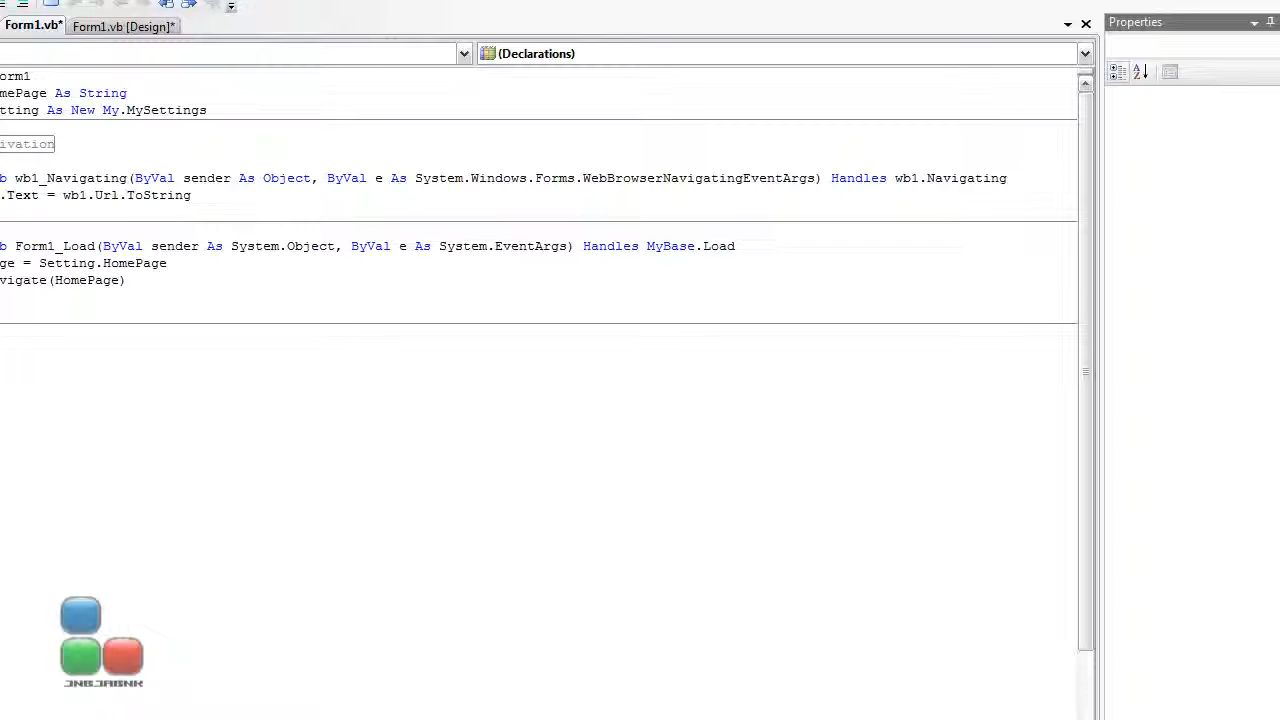 Form1.vb* Form1.vb [Design]*
Properties
(Declarations)
orm1
mePage As String
tting As New My.MySettings
ivation
b wb1_Navigating(ByVal sender As Object, ByVal e As System.Windows.Forms.WebBrowserNavigatingEventArgs) Handles wb1.Navigating
.Text = wb1.Url.ToString
b Form1_Load(ByVal sender As System.Object, ByVal e As System.EventArgs) Handles MyBase.Load
ge = Setting.HomePage
vigate(HomePage)